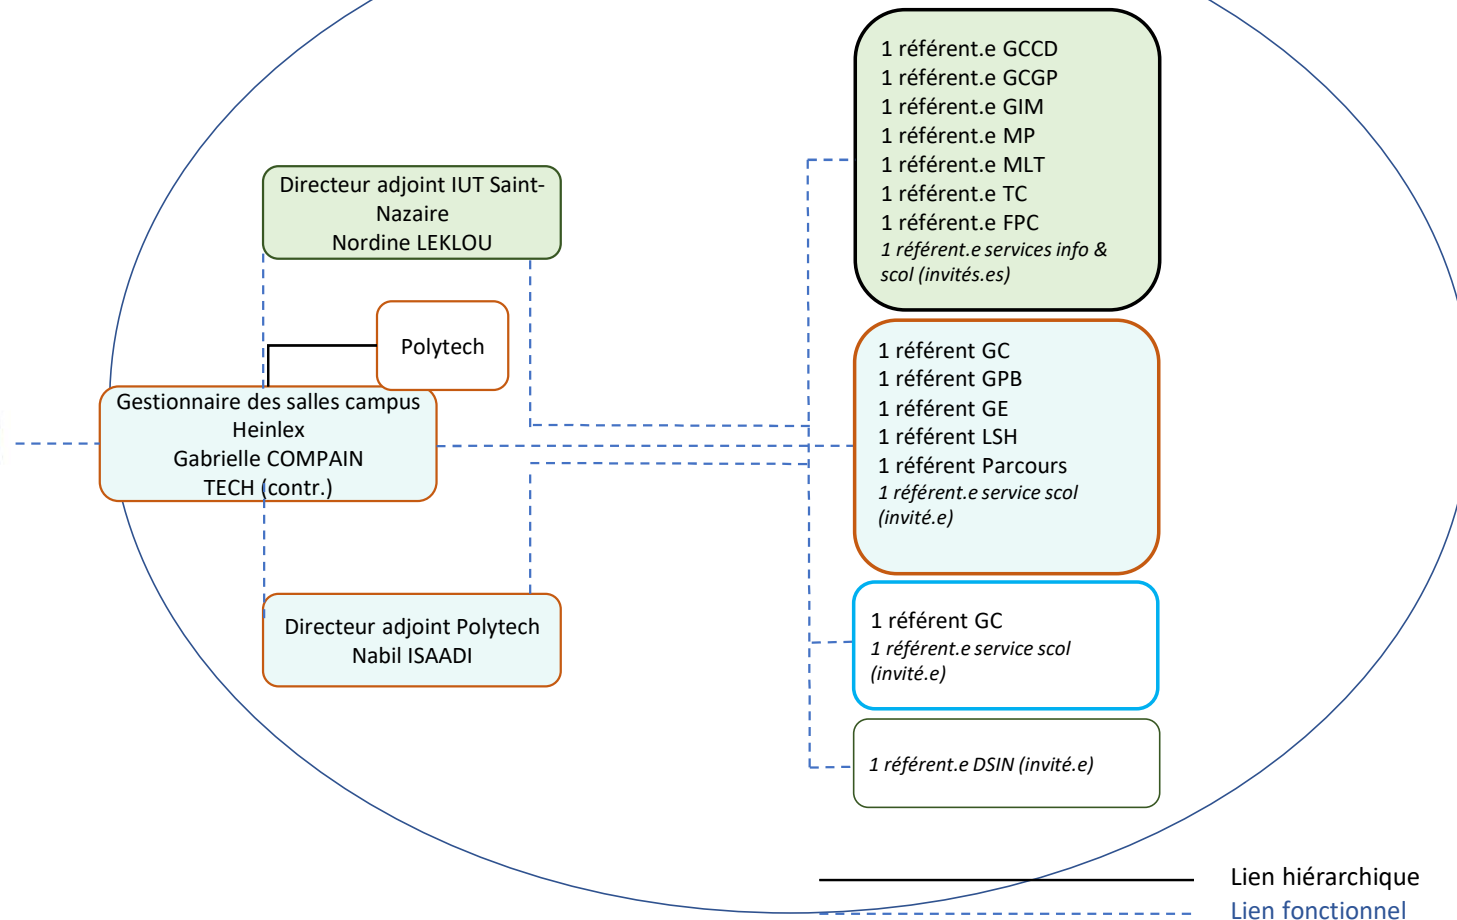 Directeur adjoint IUT Saint-
Nazaire
Nordine LEKLOU
Polytech
Gestionnaire des salles campus
Heinlex
Gabrielle COMPAIN
TECH (contr.)
Directeur adjoint Polytech
Nabil ISAADI
1 référent.e GCCD
1 référent.e GCGP
1 référent.e GIM
1 référent.e MP
1 référent.e MLT
1 référent.e TC
1 référent.e FPC
1 référent.e services info &
scol (invités.es)
1 référent GC
1 référent GPB
1 référent GE
1 référent LSH
1 référent Parcours
1 référent.e service scol
(invité.e)
1 référent GC
1 référent.e service scol
(invité.e)
1 référent.e DSIN (invité.e)
Lien hiérarchique
Lien fonctionnel